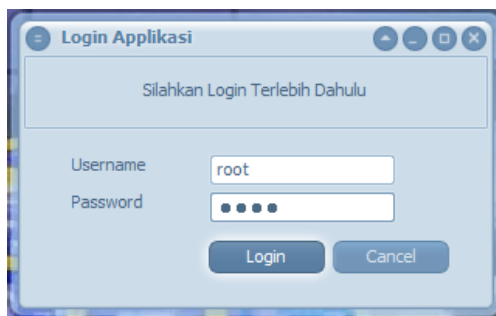 Login Applikasi
Silahkan Login Terlebih Dahulu
Username
root
Password
Login
Cancel